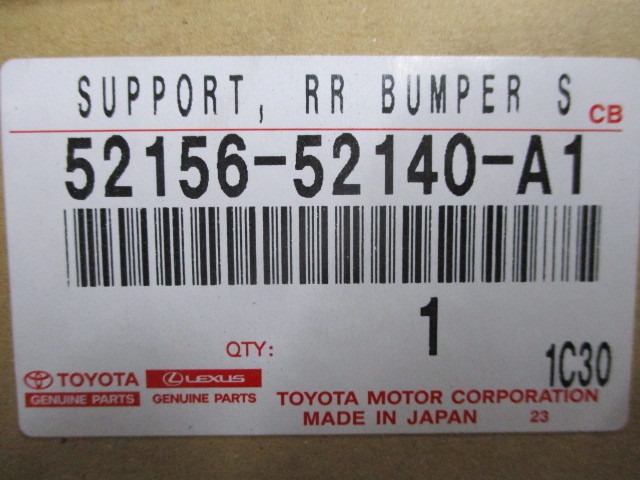 SUPPORT, RR BUMPER S
CB
52156-52140-A1
QTY: 1
1C30
TOYOTA LEXUS
GENUINE PARTS GENUINE PARTS
TOYOTA MOTOR CORPORATION
MADE IN JAPAN 23